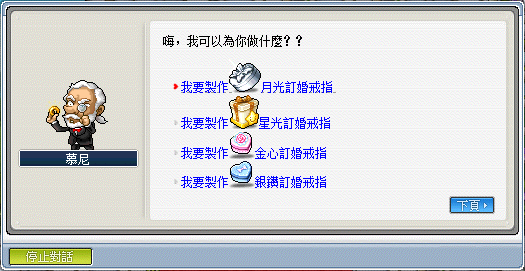 嗨，我可以為你做什麼？？
我要製作月光訂婚戒指
我要製作星光訂婚戒指
我要製作金心訂婚戒指
我要製作銀鑽訂婚戒指
慕尼
下頁
停止對話